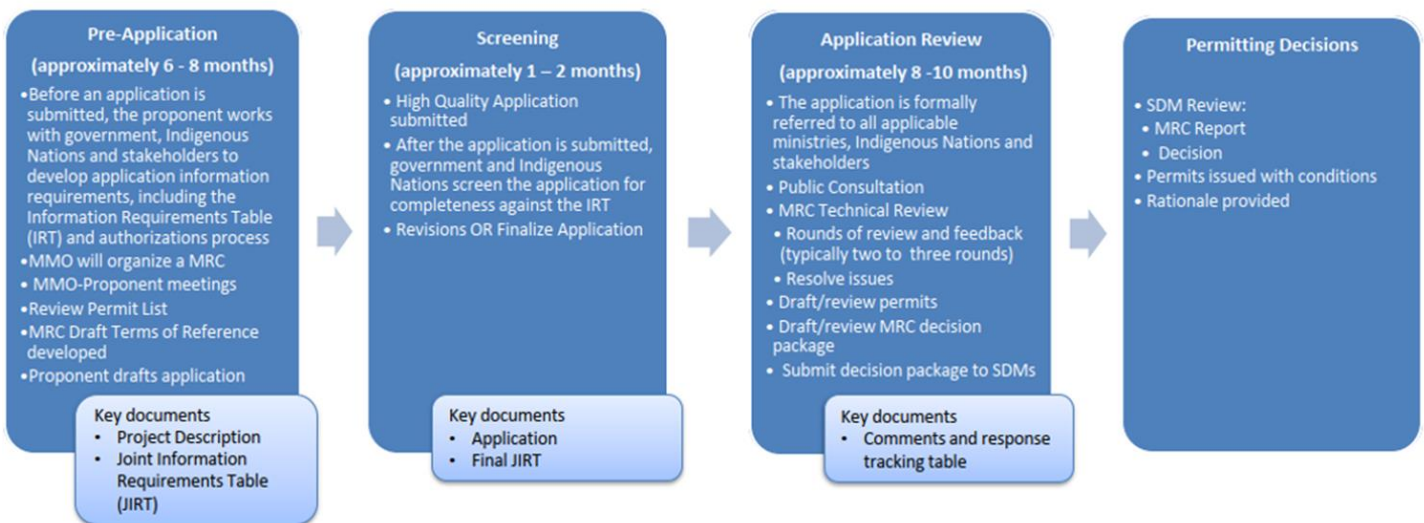 Pre-Application
(approximately 6 - 8 months)
•Before an application is
submitted, the proponent works
with government, Indigenous
Nations and stakeholders to
develop application information
requirements, including the
Information Requirements Table
(IRT) and authorizations process
•MMO will organize a MRC
• MMO-Proponent meetings
•Review Permit List
•MRC Draft Terms of Reference
developed
•Proponent drafts application
Key documents
• Project Description
• Joint Information
Requirements Table
(JIRT)
Screening
(approximately 1 – 2 months)
• High Quality Application
submitted
• After the application is submitted,
government and Indigenous
Nations screen the application for
completeness against the IRT
• Revisions OR Finalize Application
Key documents
• Application
• Final JIRT
Application Review
(approximately 8 -10 months)
• The application is formally
referred to all applicable
ministries, Indigenous Nations and
stakeholders
• Public Consultation
• MRC Technical Review
• Rounds of review and feedback
(typically two to three rounds)
• Resolve issues
• Draft/review permits
• Draft/review MRC decision
package
• Submit decision package to SDMs
Key documents
• Comments and response
tracking table
Permitting Decisions
• SDM Review:
• MRC Report
• Decision
• Permits issued with conditions
• Rationale provided